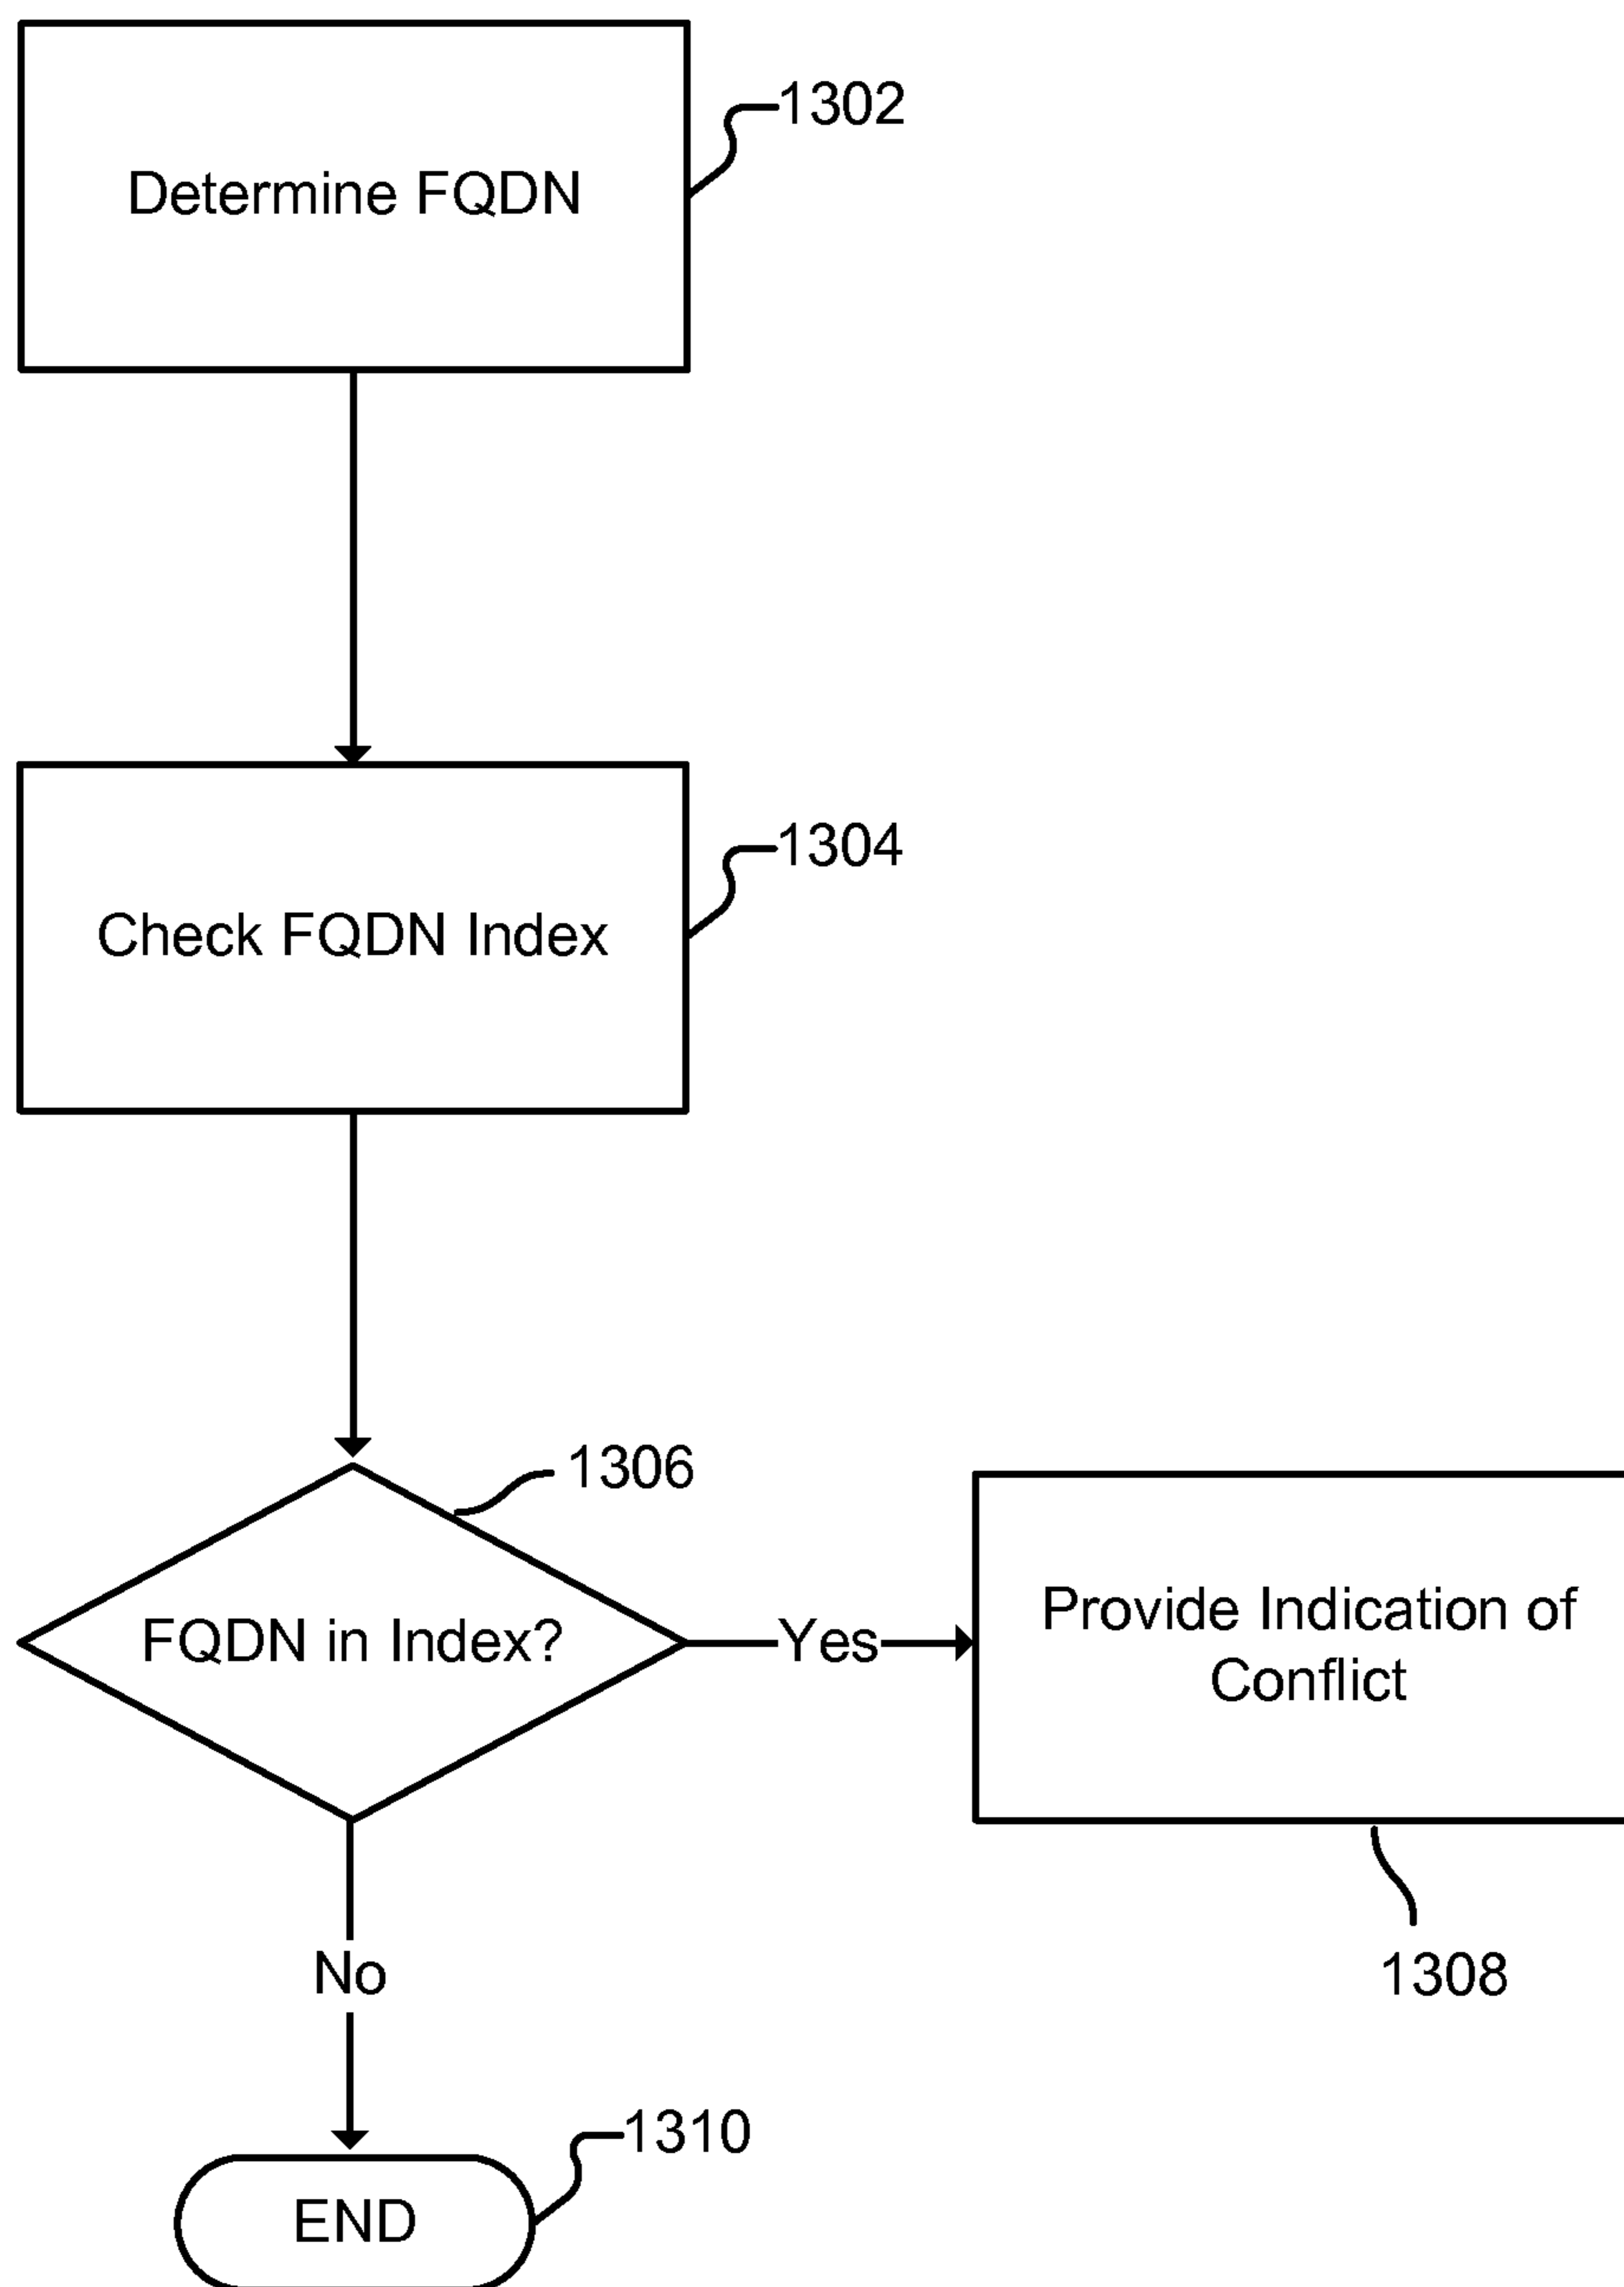 1302
Determine FQDN
1304
Check FQDN Index
1306
FQDN in Index?
Yes
Provide Indication of
Conflict
1308
No
1310
END